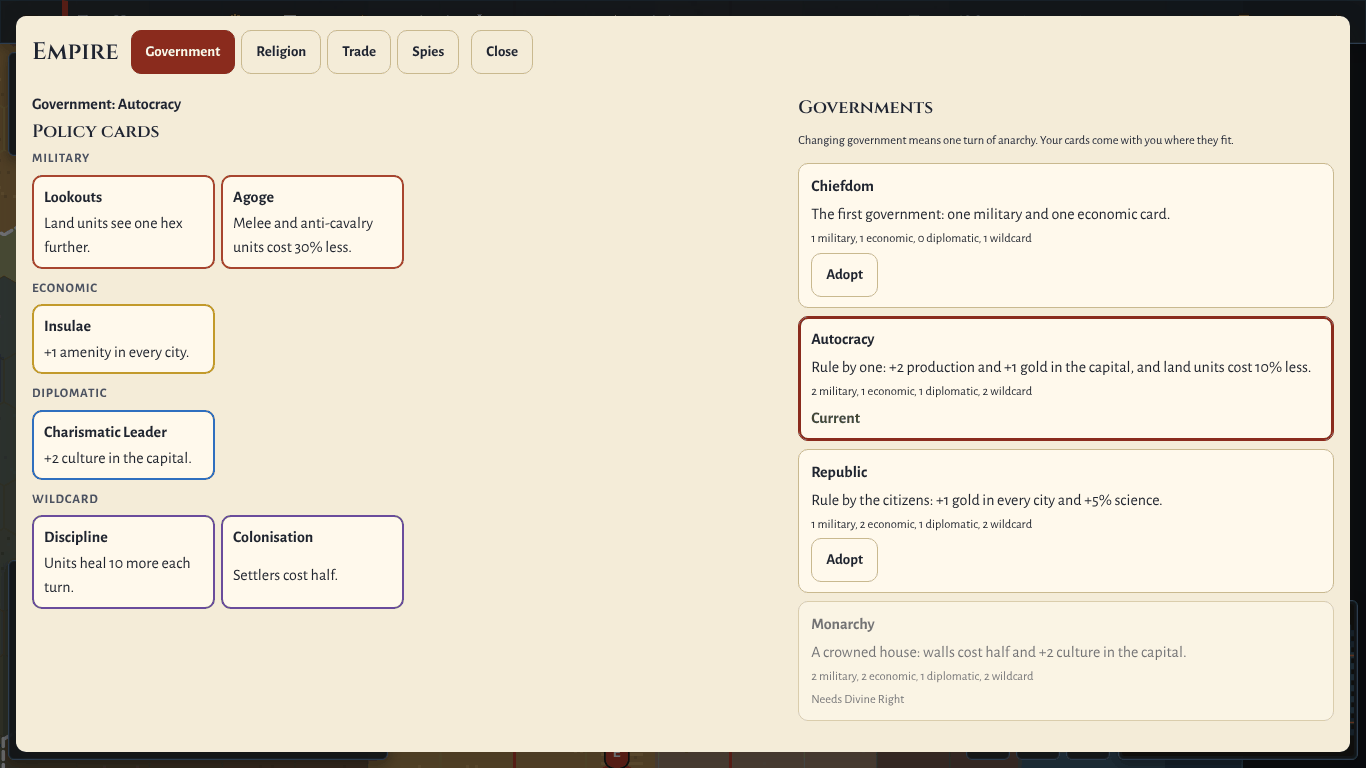 Empire
Government
Religion
Trade
Spies
Close
Government: Autocracy
Policy cards
MILITARY
Lookouts
Land units see one hex
further.
Agoge
Melee and anti-cavalry
units cost 30% less.
ECONOMIC
Insulae
+1 amenity in every city.
DIPLOMATIC
Charismatic Leader
+2 culture in the capital.
WILDCARD
Discipline
Units heal 10 more each
turn.
Colonisation
Settlers cost half.
Governments
Changing government means one turn of anarchy. Your cards come with you where they fit.
Chiefdom
The first government: one military and one economic card.
1 military, 1 economic, 0 diplomatic, 1 wildcard
Adopt
Autocracy
Rule by one: +2 production and +1 gold in the capital, and land units cost 10% less.
2 military, 1 economic, 1 diplomatic, 2 wildcard
Current
Republic
Rule by the citizens: +1 gold in every city and +5% science.
1 military, 2 economic, 1 diplomatic, 2 wildcard
Adopt
Monarchy
A crowned house: walls cost half and +2 culture in the capital.
2 military, 2 economic, 1 diplomatic, 2 wildcard
Needs Divine Right